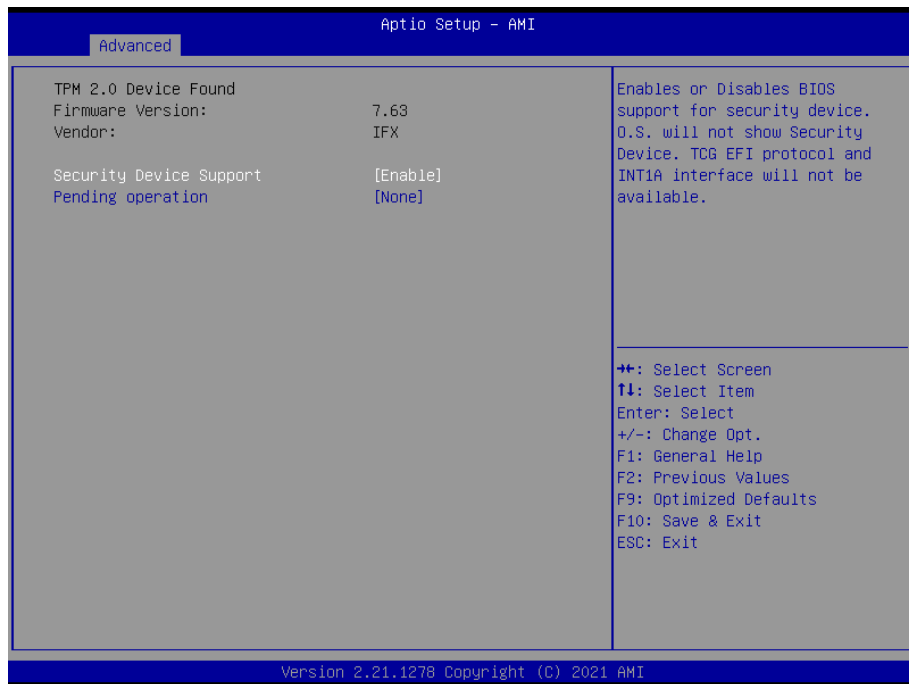 Aptio Setup – AMI
Advanced
TPM 2.0 Device Found
Firmware Version: 7.63
Vendor: IFX
Security Device Support [Enable]
Pending operation [None]
Enables or Disables BIOS
support for security device.
O.S. will not show Security
Device. TCG EFI protocol and
INT1A interface will not be
available.
→←: Select Screen
↑↓: Select Item
Enter: Select
+/-: Change Opt.
F1: General Help
F2: Previous Values
F9: Optimized Defaults
F10: Save & Exit
ESC: Exit
Version 2.21.1278 Copyright (C) 2021 AMI